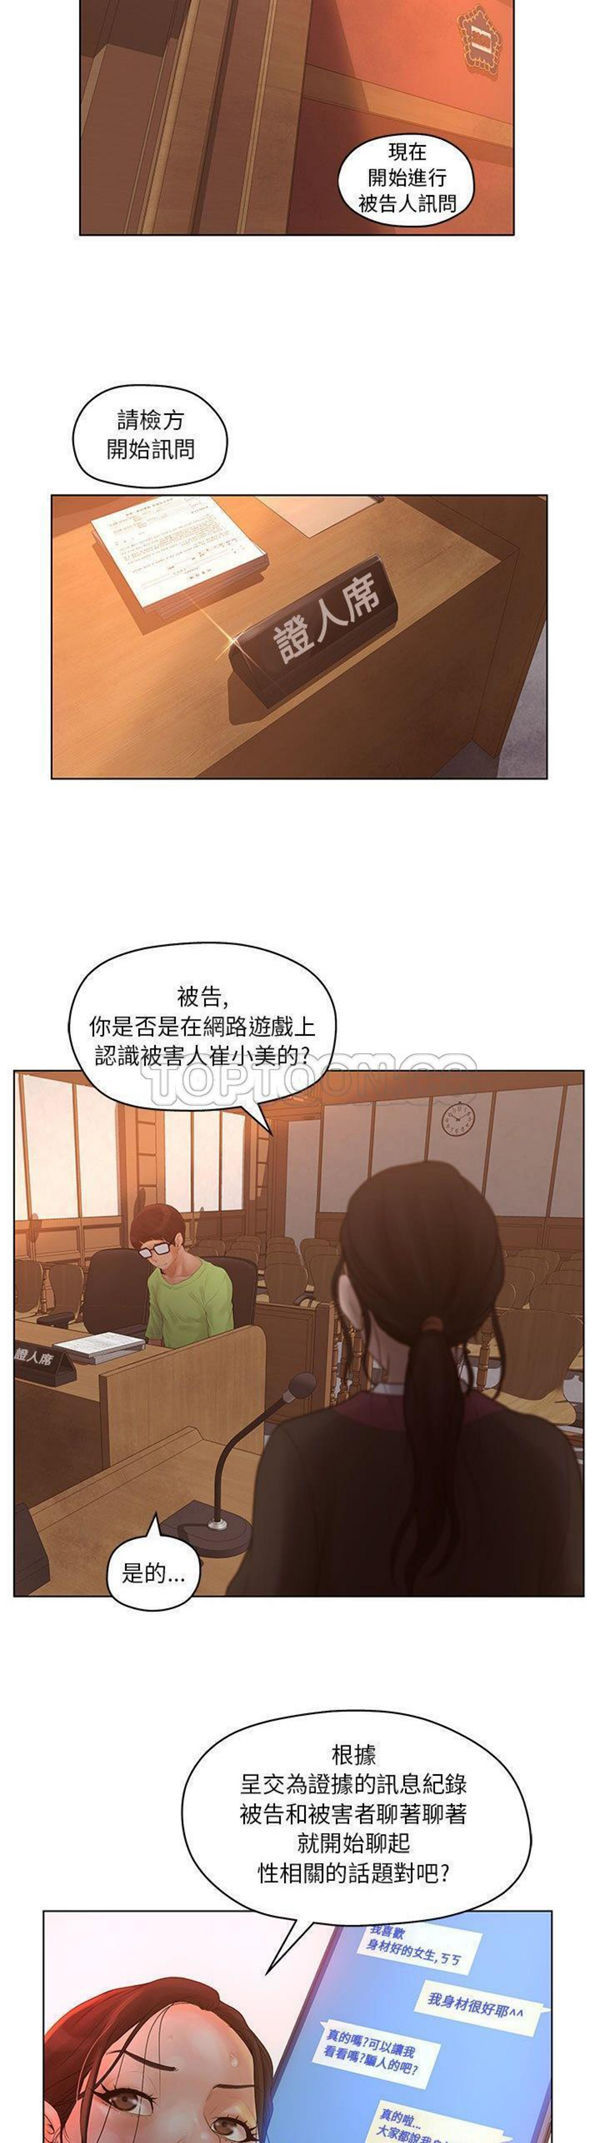 現在
開始進行
被告人訊問
請檢方
開始訊問
證人席
被告,
你是否是在網路遊戲上
認識被害人崔小美的?
TOPTOON.CC
證人席
是的...
根據
呈交為證據的訊息紀錄
被告和被害者聊著聊著
就開始聊起
性相關的話題對吧?
我喜歡
身材好的女生,ㄎㄎ
我身材很好耶^^
真的嗎?可以讓我
看看嗎?騙人的吧?
真的啦...
大家都說我身